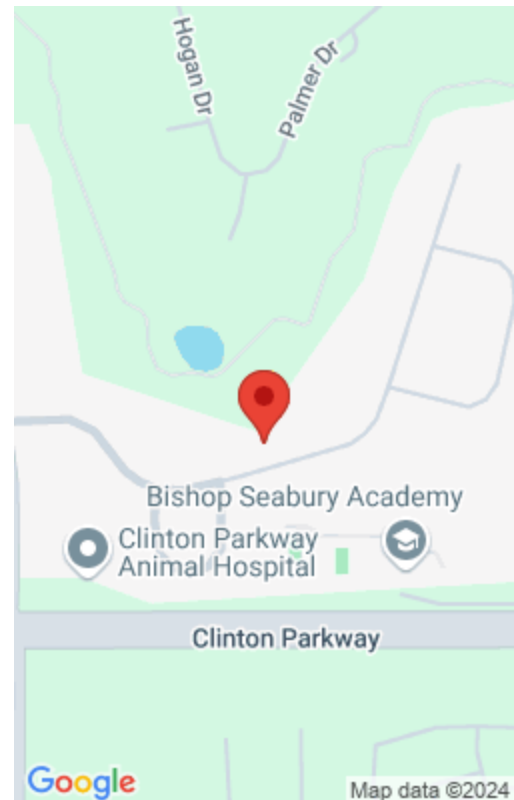 Hogan Dr
Palmer Dr
Bishop Seabury Academy
Clinton Parkway
Animal Hospital
Clinton Parkway
Google
Map data ©2024